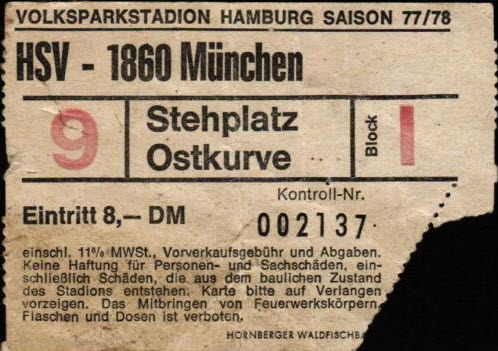 VOLKSPARKSTADION HAMBURG SAISON 77/78
HSV - 1860 München
9
Stehplatz
Ostkurve
Block
I
Kontroll-Nr.
Eintritt 8,— DM
002137
einschl. 11% MWSt., Vorverkaufsgebühr und Abgaben.
Keine Haftung für Personen- und Sachschäden, ein-
schließlich Schäden, die aus dem baulichen Zustand
des Stadions entstehen. Karte bitte auf Verlangen
vorzeigen. Das Mitbringen von Feuerwerkskörpern,
Flaschen und Dosen ist verboten.
HORNBERGER WALDFISCHBA